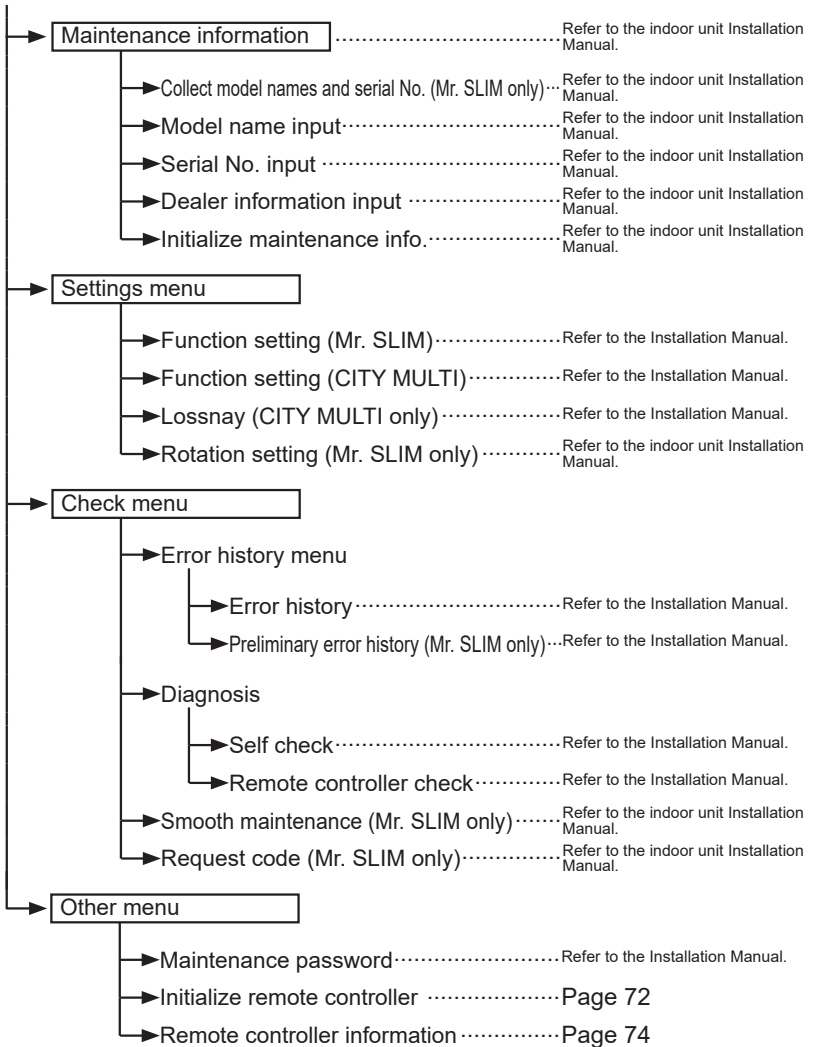 Maintenance information ..... Refer to the indoor unit Installation
Manual.
Collect model names and serial No. (Mr. SLIM only) ... Refer to the indoor unit Installation
Manual.
Model name input ..... Refer to the indoor unit Installation
Manual.
Serial No. input ..... Refer to the indoor unit Installation
Manual.
Dealer information input ..... Refer to the indoor unit Installation
Manual.
Initialize maintenance info. ..... Refer to the indoor unit Installation
Manual.
Settings menu
Function setting (Mr. SLIM) ..... Refer to the Installation Manual.
Function setting (CITY MULTI) ..... Refer to the Installation Manual.
Lossnay (CITY MULTI only) ..... Refer to the Installation Manual.
Rotation setting (Mr. SLIM only) ..... Refer to the indoor unit Installation
Manual.
Check menu
Error history menu
Error history ..... Refer to the Installation Manual.
Preliminary error history (Mr. SLIM only) ... Refer to the Installation Manual.
Diagnosis
Self check ..... Refer to the Installation Manual.
Remote controller check ..... Refer to the Installation Manual.
Smooth maintenance (Mr. SLIM only) ..... Refer to the indoor unit Installation
Manual.
Request code (Mr. SLIM only) ..... Refer to the indoor unit Installation
Manual.
Other menu
Maintenance password ..... Refer to the Installation Manual.
Initialize remote controller ..... Page 72
Remote controller information ..... Page 74